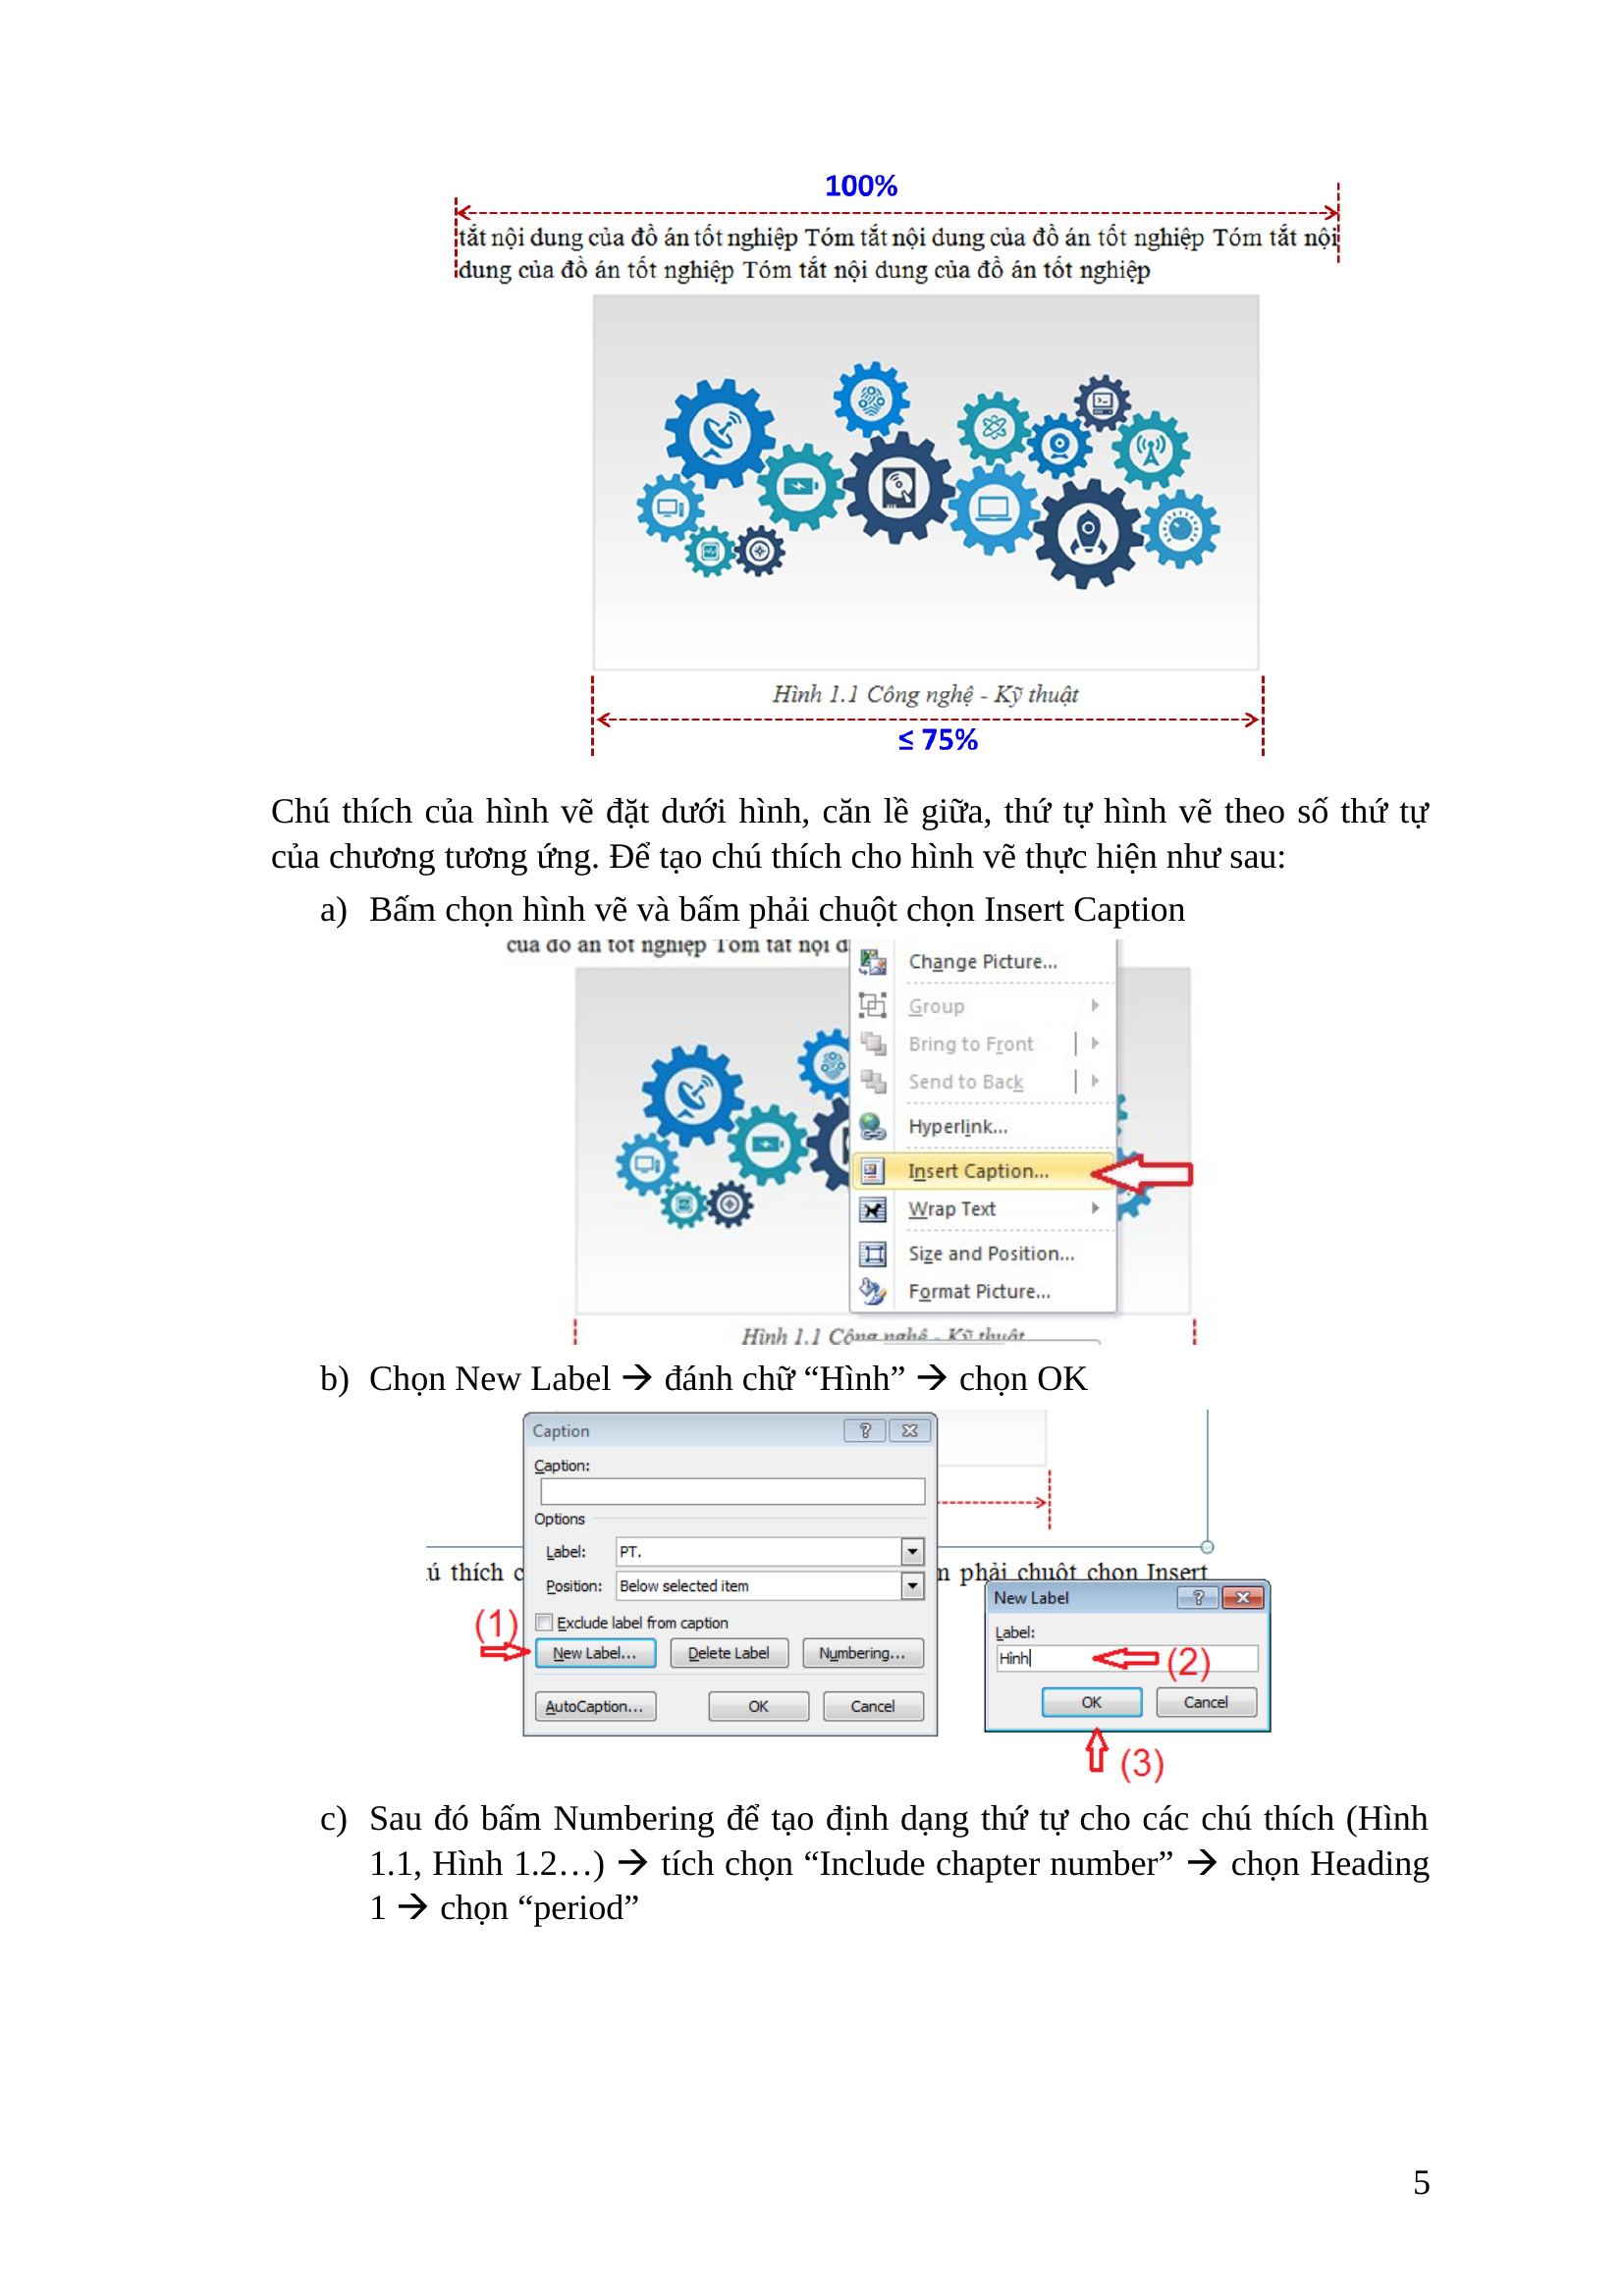 100%
tắt nội dung của đồ án tốt nghiệp Tóm tắt nội dung của đồ án tốt nghiệp Tóm tắt nội
dung của đồ án tốt nghiệp Tóm tắt nội dung của đồ án tốt nghiệp
Hình 1.1 Công nghệ - Kỹ thuật
≤ 75%
Chú thích của hình vẽ đặt dưới hình, căn lề giữa, thứ tự hình vẽ theo số thứ tự
của chương tương ứng. Để tạo chú thích cho hình vẽ thực hiện như sau:
a) Bấm chọn hình vẽ và bấm phải chuột chọn Insert Caption
của đồ án tốt nghiệp Tóm tắt nội d
Change Picture...
Group
Bring to Front
Send to Back
Hyperlink...
Insert Caption...
Wrap Text
Size and Position...
Format Picture...
Hình 1.1 Công nghệ - Kỹ thuật
b) Chọn New Label → đánh chữ “Hình” → chọn OK
Caption
Caption:
Options
Label: PT.
Position: Below selected item
ú thích c
phải chuột chọn Insert
Exclude label from caption
(1)
New Label... Delete Label Numbering...
AutoCaption... OK Cancel
New Label
Label:
Hình (2)
OK Cancel
(3)
c) Sau đó bấm Numbering để tạo định dạng thứ tự cho các chú thích (Hình
1.1, Hình 1.2…) → tích chọn “Include chapter number” → chọn Heading
1 → chọn “period”
5